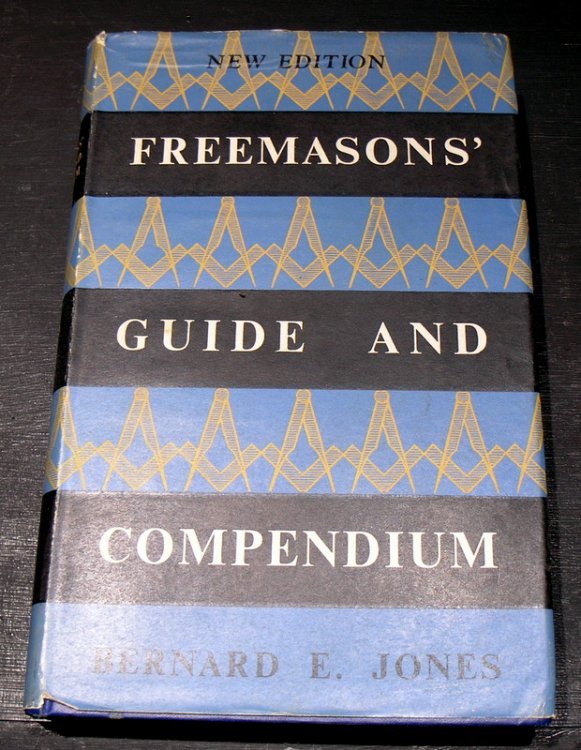 NEW EDITION
FREEMASONS'
GUIDE AND
COMPENDIUM
BERNARD E. JONES